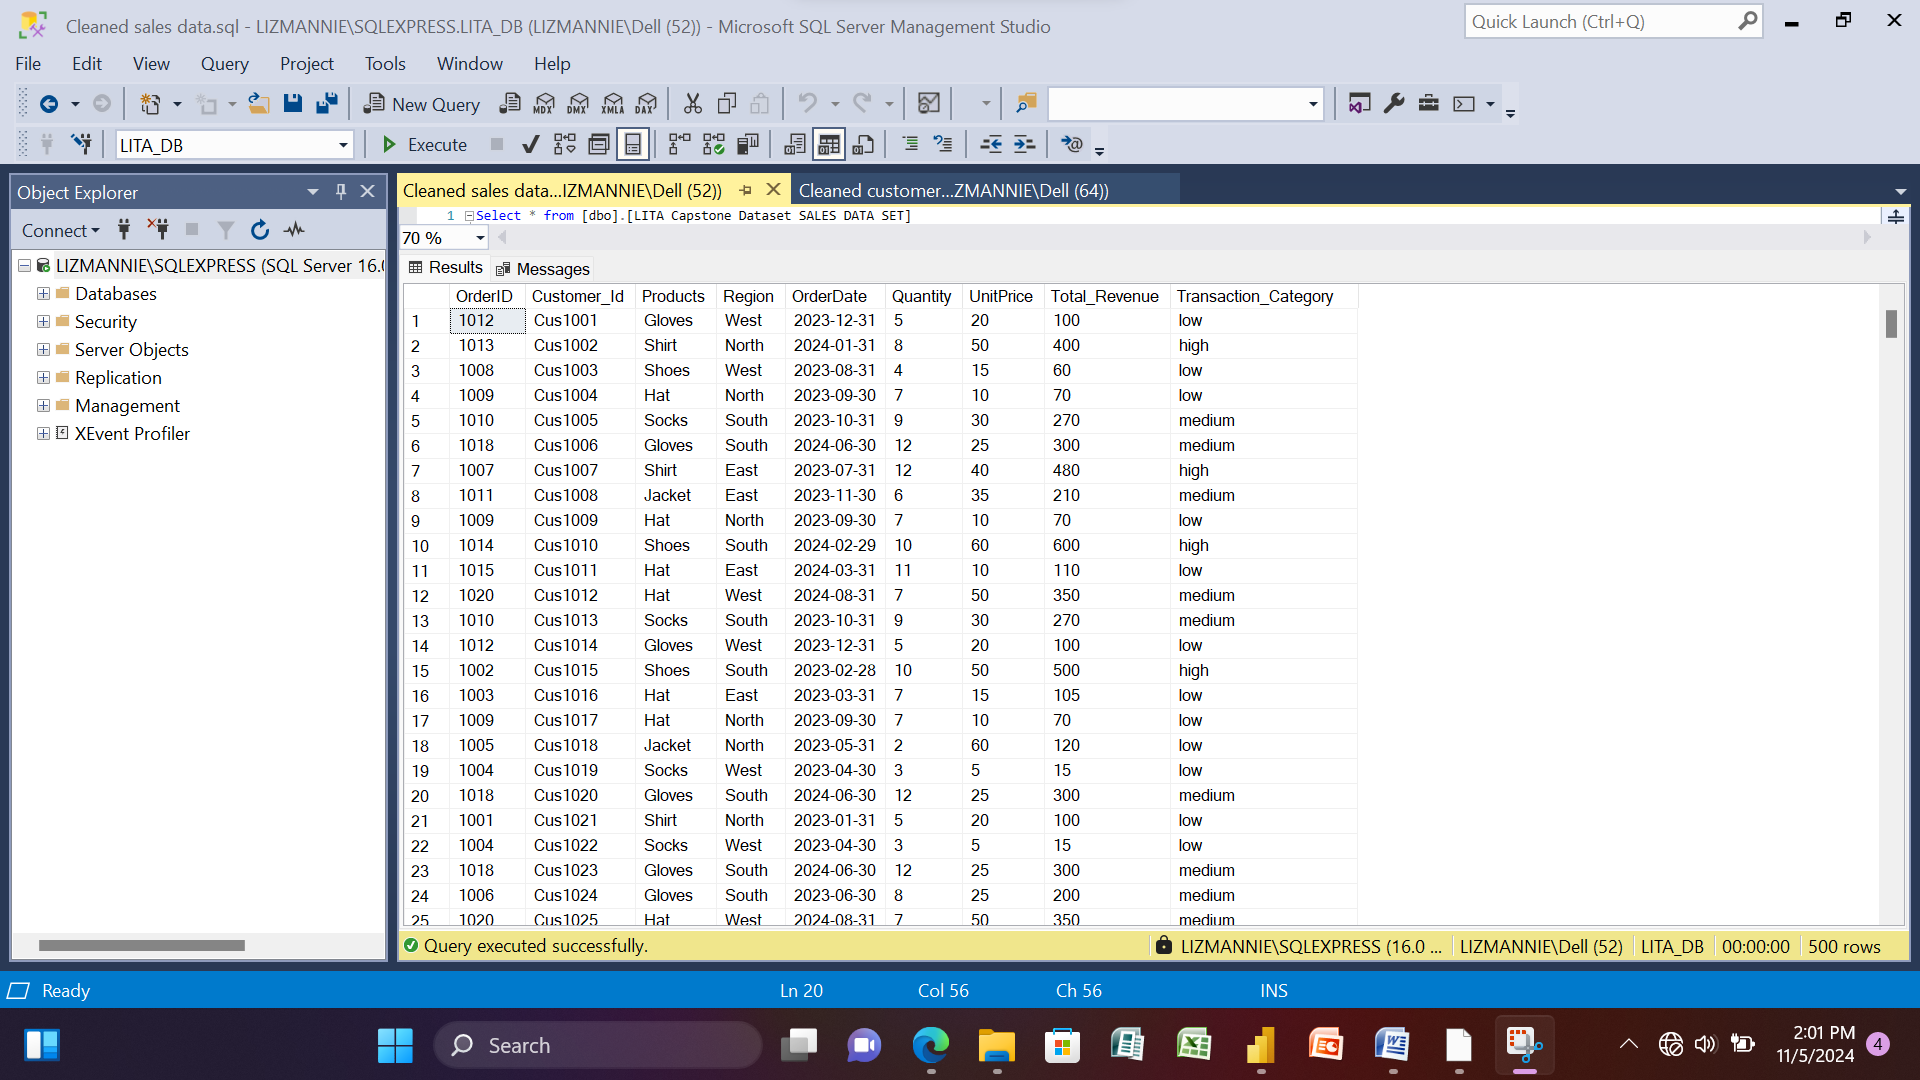 Cleaned sales data.sql - LIZMANNIE\SQLEXPRESS.LITA_DB (LIZMANNIE\Dell (52)) - Microsoft SQL Server Management Studio
Quick Launch (Ctrl+Q)
File Edit View Query Project Tools Window Help
New Query MDX DMX XMLA DAX
LITA_DB Execute
Object Explorer
Connect
LIZMANNIE\SQLEXPRESS (SQL Server 16.0
Databases
Security
Server Objects
Replication
Management
XEvent Profiler
Cleaned sales data...IZMANNIE\Dell (52)) Cleaned customer...ZMANNIE\Dell (64))
1 Select * from [dbo].[LITA Capstone Dataset SALES DATA SET]
70 %
Results Messages
OrderID Customer_Id Products Region OrderDate Quantity UnitPrice Total_Revenue Transaction_Category
1 1012 Cus1001 Gloves West 2023-12-31 5 20 100 low
2 1013 Cus1002 Shirt North 2024-01-31 8 50 400 high
3 1008 Cus1003 Shoes West 2023-08-31 4 15 60 low
4 1009 Cus1004 Hat North 2023-09-30 7 10 70 low
5 1010 Cus1005 Socks South 2023-10-31 9 30 270 medium
6 1018 Cus1006 Gloves South 2024-06-30 12 25 300 medium
7 1007 Cus1007 Shirt East 2023-07-31 12 40 480 high
8 1011 Cus1008 Jacket East 2023-11-30 6 35 210 medium
9 1009 Cus1009 Hat North 2023-09-30 7 10 70 low
10 1014 Cus1010 Shoes South 2024-02-29 10 60 600 high
11 1015 Cus1011 Hat East 2024-03-31 11 10 110 low
12 1020 Cus1012 Hat West 2024-08-31 7 50 350 medium
13 1010 Cus1013 Socks South 2023-10-31 9 30 270 medium
14 1012 Cus1014 Gloves West 2023-12-31 5 20 100 low
15 1002 Cus1015 Shoes South 2023-02-28 10 50 500 high
16 1003 Cus1016 Hat East 2023-03-31 7 15 105 low
17 1009 Cus1017 Hat North 2023-09-30 7 10 70 low
18 1005 Cus1018 Jacket North 2023-05-31 2 60 120 low
19 1004 Cus1019 Socks West 2023-04-30 3 5 15 low
20 1018 Cus1020 Gloves South 2024-06-30 12 25 300 medium
21 1001 Cus1021 Shirt North 2023-01-31 5 20 100 low
22 1004 Cus1022 Socks West 2023-04-30 3 5 15 low
23 1018 Cus1023 Gloves South 2024-06-30 12 25 300 medium
24 1006 Cus1024 Gloves South 2023-06-30 8 25 200 medium
25 1020 Cus1025 Hat West 2024-08-31 7 50 350 medium
Query executed successfully. LIZMANNIE\SQLEXPRESS (16.0 ... LIZMANNIE\Dell (52) LITA_DB 00:00:00 500 rows
Ready Ln 20 Col 56 Ch 56 INS
Search
2:01 PM
11/5/2024
4